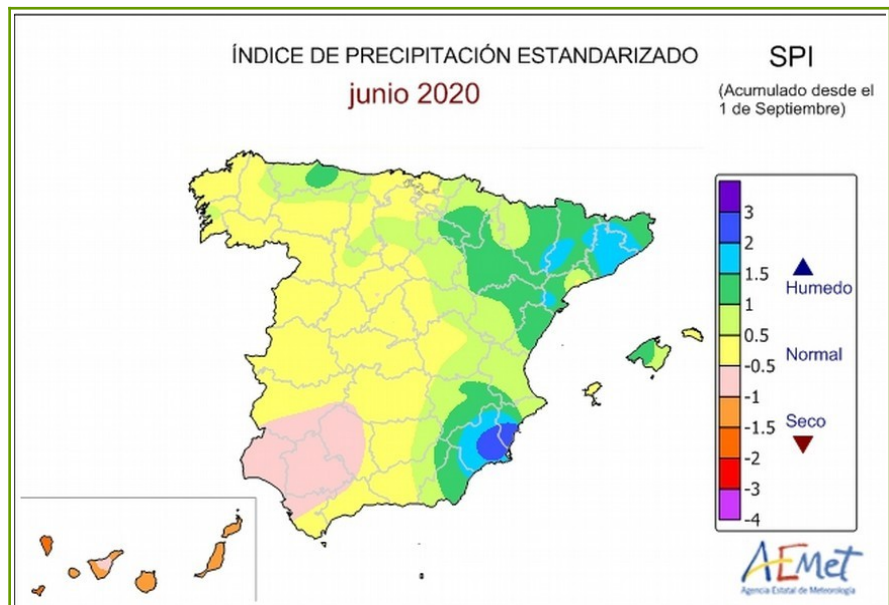 ÍNDICE DE PRECIPITACIÓN ESTANDARIZADO
junio 2020
SPI
(Acumulado desde el
1 de Septiembre)
3
2
1.5
1
0.5
-0.5
-1
-1.5
-2
-3
-4
Humedo
Normal
Seco
AEMet
Agencia Estatal de Meteorología